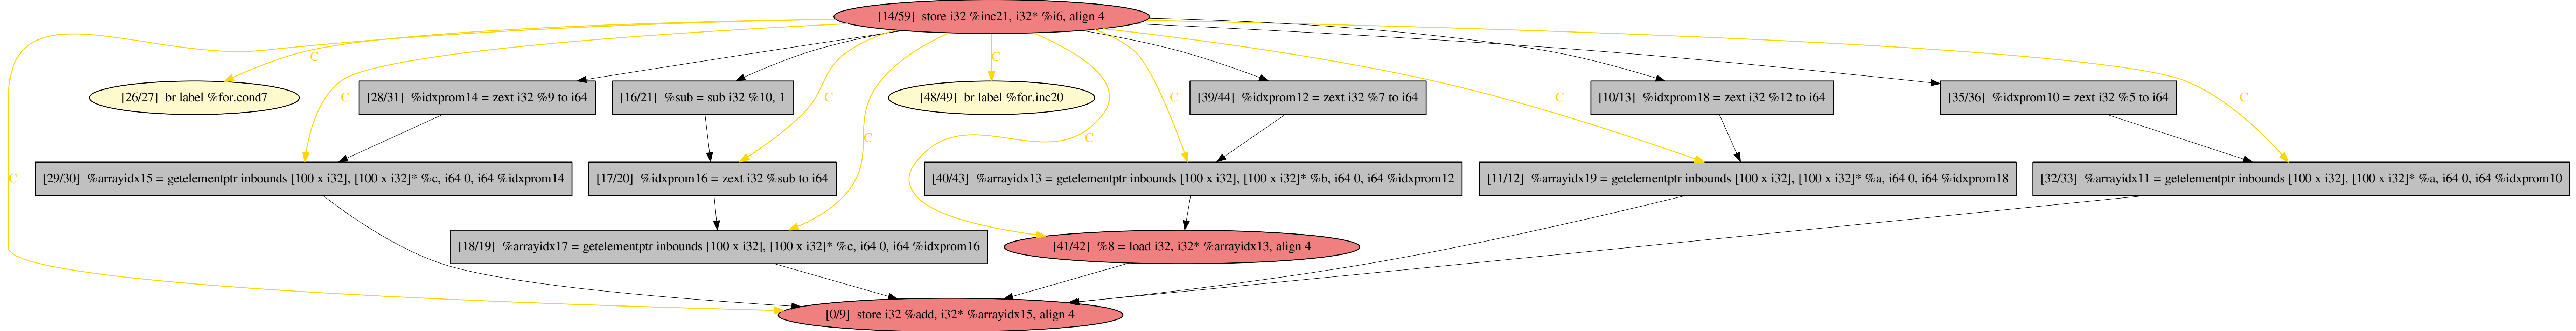 [14/59] store i32 %inc21, i32* %i6, align 4
C
[26/27] br label %for.cond7
C
[28/31] %idxprom14 = zext i32 %9 to i64
[16/21] %sub = sub i32 %10, 1
C
C
[48/49] br label %for.inc20
C
[39/44] %idxprom12 = zext i32 %7 to i64
C
[10/13] %idxprom18 = zext i32 %12 to i64
[35/36] %idxprom10 = zext i32 %5 to i64
C
C
C
C
[29/30] %arrayidx15 = getelementptr inbounds [100 x i32], [100 x i32]* %c, i64 0, i64 %idxprom14
[17/20] %idxprom16 = zext i32 %sub to i64
[40/43] %arrayidx13 = getelementptr inbounds [100 x i32], [100 x i32]* %b, i64 0, i64 %idxprom12
[11/12] %arrayidx19 = getelementptr inbounds [100 x i32], [100 x i32]* %a, i64 0, i64 %idxprom18
[32/33] %arrayidx11 = getelementptr inbounds [100 x i32], [100 x i32]* %a, i64 0, i64 %idxprom10
[18/19] %arrayidx17 = getelementptr inbounds [100 x i32], [100 x i32]* %c, i64 0, i64 %idxprom16
[41/42] %8 = load i32, i32* %arrayidx13, align 4
[0/9] store i32 %add, i32* %arrayidx15, align 4